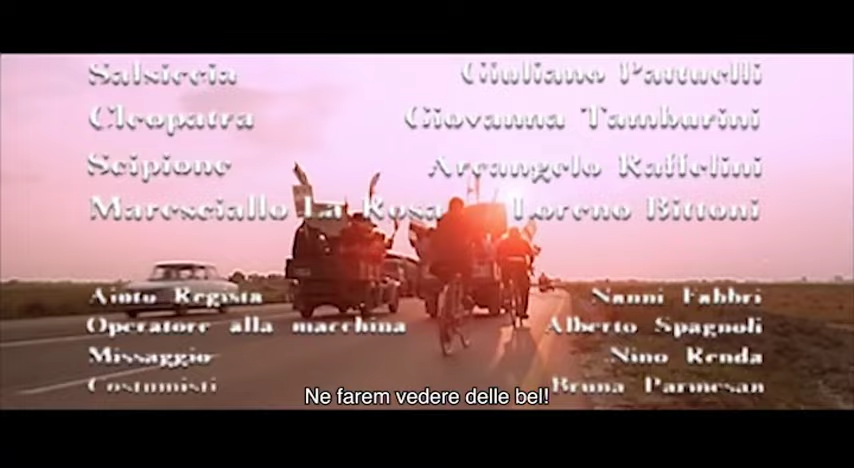 Salsiccia Giuliano Pattuelli
Cleopatra Giovanna Tamburini
Scipione Arcangelo Raffelini
Maresciallo La Rosa Loreno Bittoni
Aiuto Regista Nanni Fabbri
Operatore alla macchina Alberto Spagnoli
Missaggio Nino Renda
Costumisti Bruna Parmesan
Ne farem vedere delle bel!